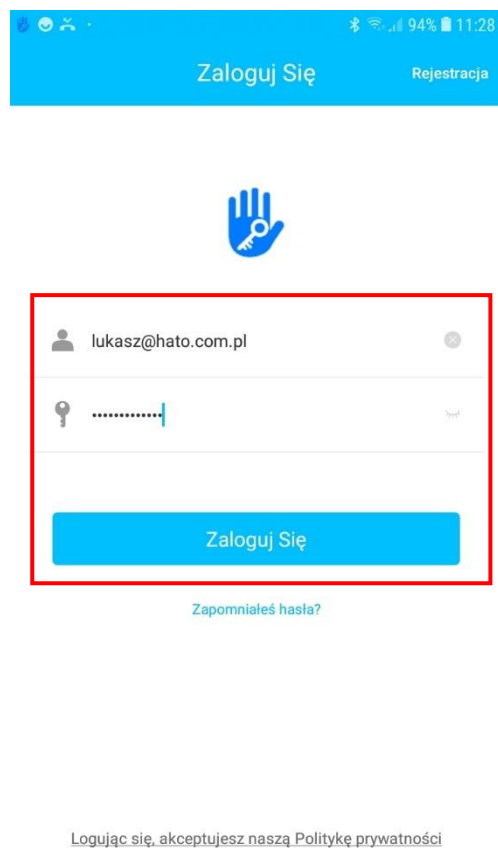 94% 11:28
Zaloguj Się
Rejestracja
lukasz@hato.com.pl
•••••••••••••
Zaloguj Się
Zapomniałeś hasła?
Logując się, akceptujesz naszą Politykę prywatności